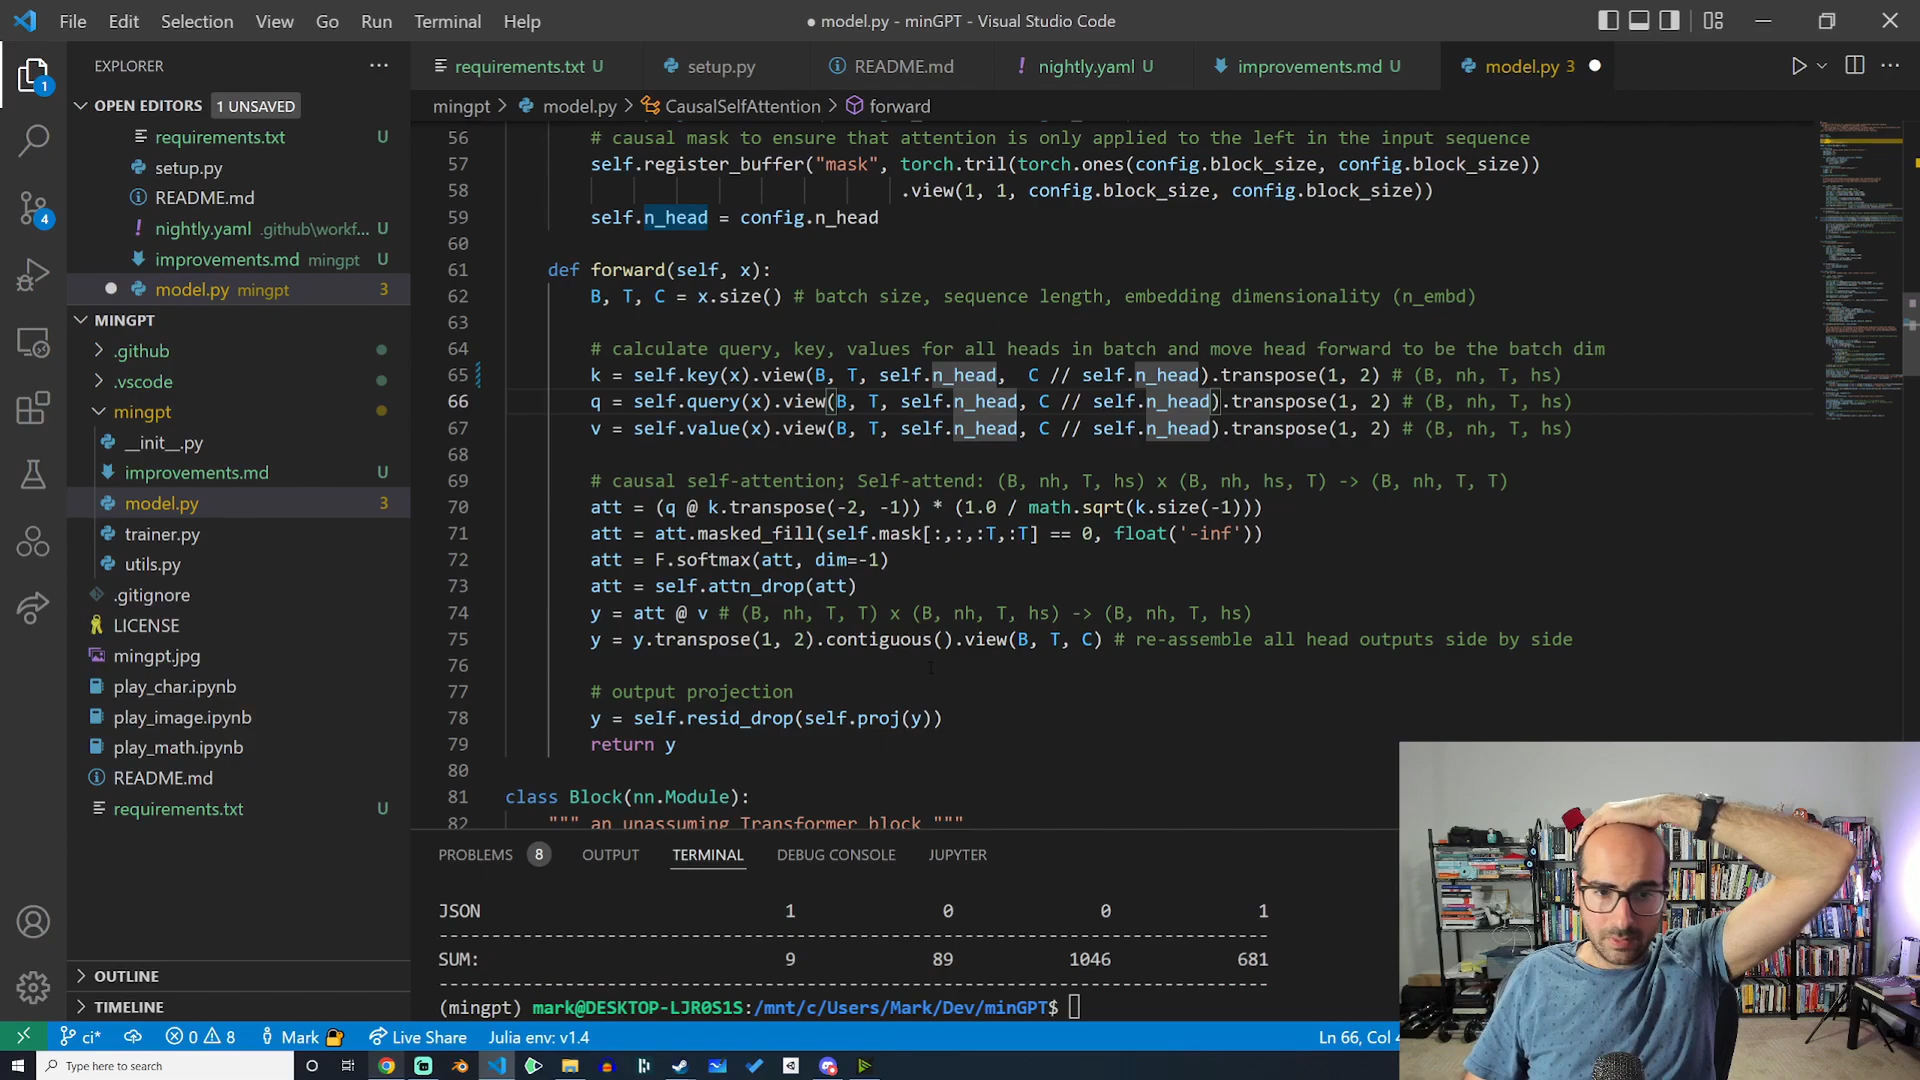 File Edit Selection View Go Run Terminal Help
● model.py - minGPT - Visual Studio Code
EXPLORER ...
OPEN EDITORS 1 UNSAVED
requirements.txt U
setup.py
README.md
nightly.yaml .github\workf... U
improvements.md mingpt U
model.py mingpt 3
MINGPT
.github
.vscode
mingpt
__init__.py
improvements.md U
model.py 3
trainer.py
utils.py
.gitignore
LICENSE
mingpt.jpg
play_char.ipynb
play_image.ipynb
play_math.ipynb
README.md
requirements.txt U
OUTLINE
TIMELINE
1
4
requirements.txt U setup.py README.md nightly.yaml U improvements.md U model.py 3
mingpt > model.py > CausalSelfAttention > forward
56 # causal mask to ensure that attention is only applied to the left in the input sequence
57 self.register_buffer("mask", torch.tril(torch.ones(config.block_size, config.block_size))
58 .view(1, 1, config.block_size, config.block_size))
59 self.n_head = config.n_head
60
61 def forward(self, x):
62 B, T, C = x.size() # batch size, sequence length, embedding dimensionality (n_embd)
63
64 # calculate query, key, values for all heads in batch and move head forward to be the batch dim
65 k = self.key(x).view(B, T, self.n_head,  C // self.n_head).transpose(1, 2) # (B, nh, T, hs)
66 q = self.query(x).view(B, T, self.n_head, C // self.n_head).transpose(1, 2) # (B, nh, T, hs)
67 v = self.value(x).view(B, T, self.n_head, C // self.n_head).transpose(1, 2) # (B, nh, T, hs)
68
69 # causal self-attention; Self-attend: (B, nh, T, hs) x (B, nh, hs, T) -> (B, nh, T, T)
70 att = (q @ k.transpose(-2, -1)) * (1.0 / math.sqrt(k.size(-1)))
71 att = att.masked_fill(self.mask[:,:,:T,:T] == 0, float('-inf'))
72 att = F.softmax(att, dim=-1)
73 att = self.attn_drop(att)
74 y = att @ v # (B, nh, T, T) x (B, nh, T, hs) -> (B, nh, T, hs)
75 y = y.transpose(1, 2).contiguous().view(B, T, C) # re-assemble all head outputs side by side
76
77 # output projection
78 y = self.resid_drop(self.proj(y))
79 return y
80
81 class Block(nn.Module):
82 """ an unassuming Transformer block """
PROBLEMS 8 OUTPUT TERMINAL DEBUG CONSOLE JUPYTER
JSON 1 0 0 1
-------------------------------------------------------------------------------
SUM: 9 89 1046 681
-------------------------------------------------------------------------------
(mingpt) mark@DESKTOP-LJR0S1S:/mnt/c/Users/Mark/Dev/minGPT$
ci* 0 8 Mark Live Share Julia env: v1.4 Ln 66, Col
Type here to search